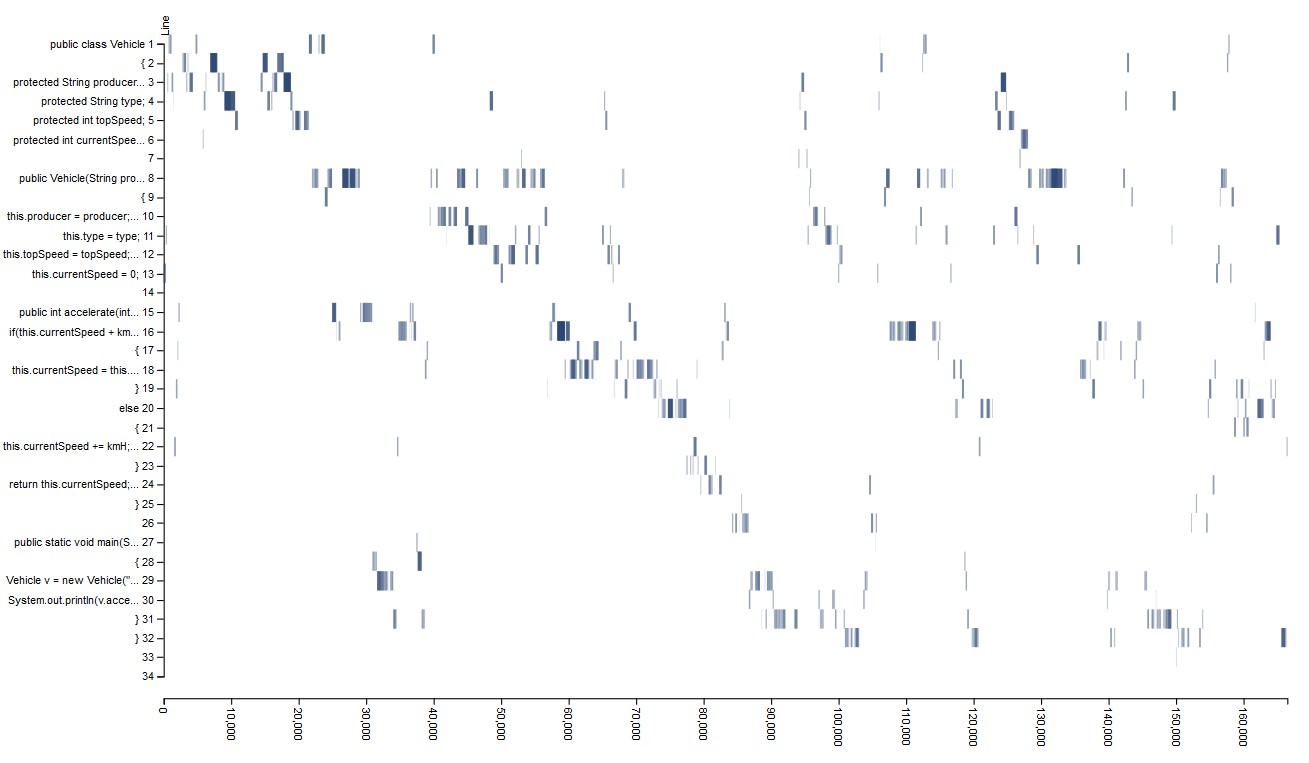 Line
public class Vehicle 1
{ 2
protected String producer... 3
protected String type; 4
protected int topSpeed; 5
protected int currentSpee... 6
7
public Vehicle(String pro... 8
{ 9
this.producer = producer;... 10
this.type = type; 11
this.topSpeed = topSpeed;... 12
this.currentSpeed = 0; 13
14
public int accelerate(int... 15
if(this.currentSpeed + km... 16
{ 17
this.currentSpeed = this.... 18
} 19
else 20
{ 21
this.currentSpeed += kmH;... 22
} 23
return this.currentSpeed;... 24
} 25
26
public static void main(S... 27
{ 28
Vehicle v = new Vehicle("... 29
System.out.println(v.acce... 30
} 31
} 32
33
34
0 10,000 20,000 30,000 40,000 50,000 60,000 70,000 80,000 90,000 100,000 110,000 120,000 130,000 140,000 150,000 160,000